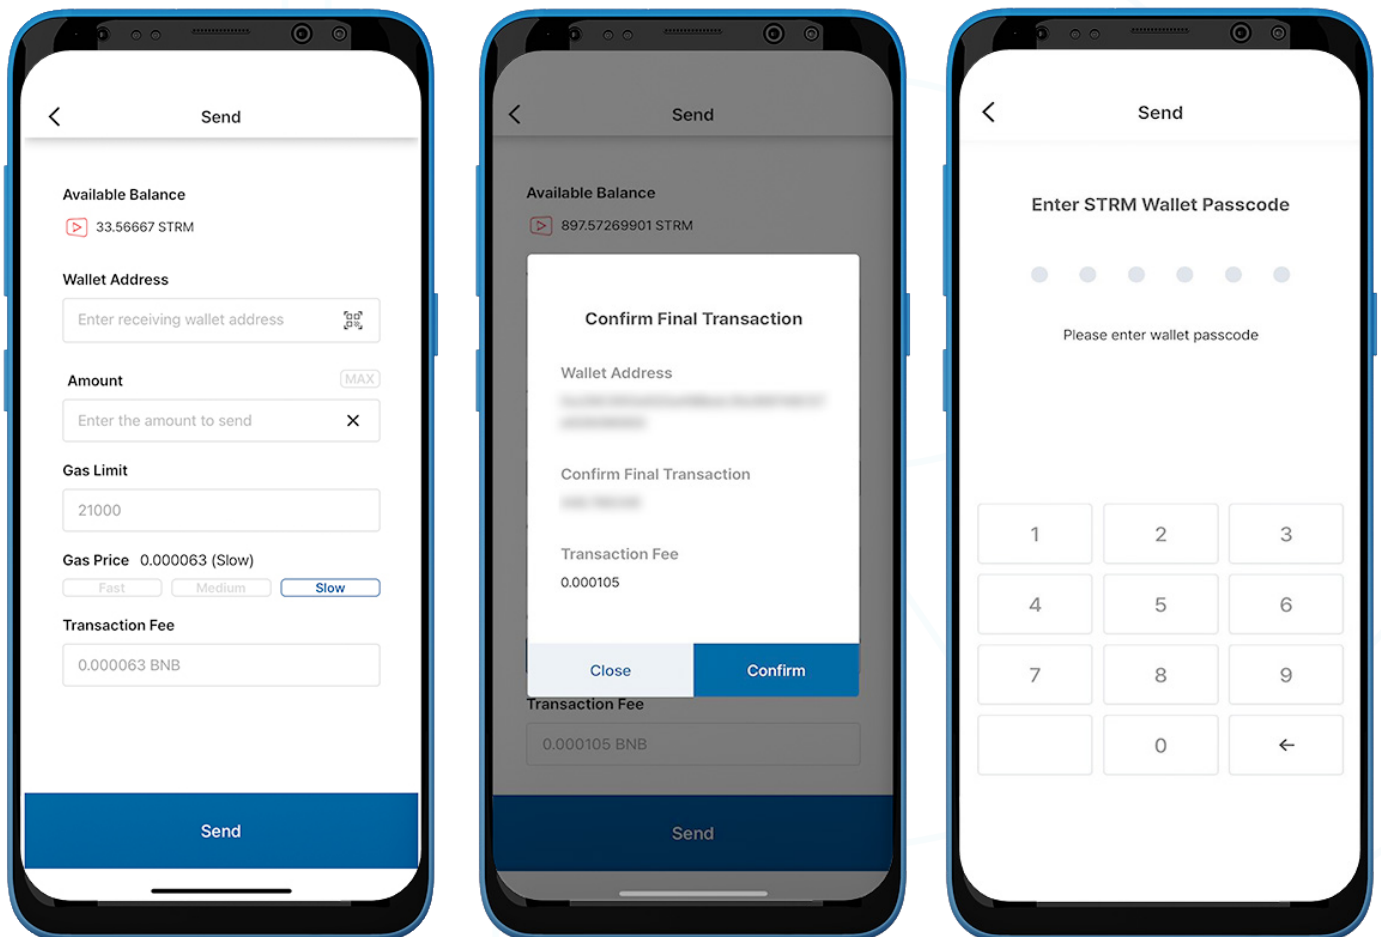 Send
Available Balance
33.56667 STRM
Wallet Address
Enter receiving wallet address
Amount
MAX
Enter the amount to send
Gas Limit
21000
Gas Price 0.000063 (Slow)
Fast Medium Slow
Transaction Fee
0.000063 BNB
Send
Send
Available Balance
897.57269901 STRM
Confirm Final Transaction
Wallet Address
Confirm Final Transaction
Transaction Fee
0.000105
Close Confirm
Transaction Fee
0.000105 BNB
Send
Send
Enter STRM Wallet Passcode
Please enter wallet passcode
1 2 3
4 5 6
7 8 9
0